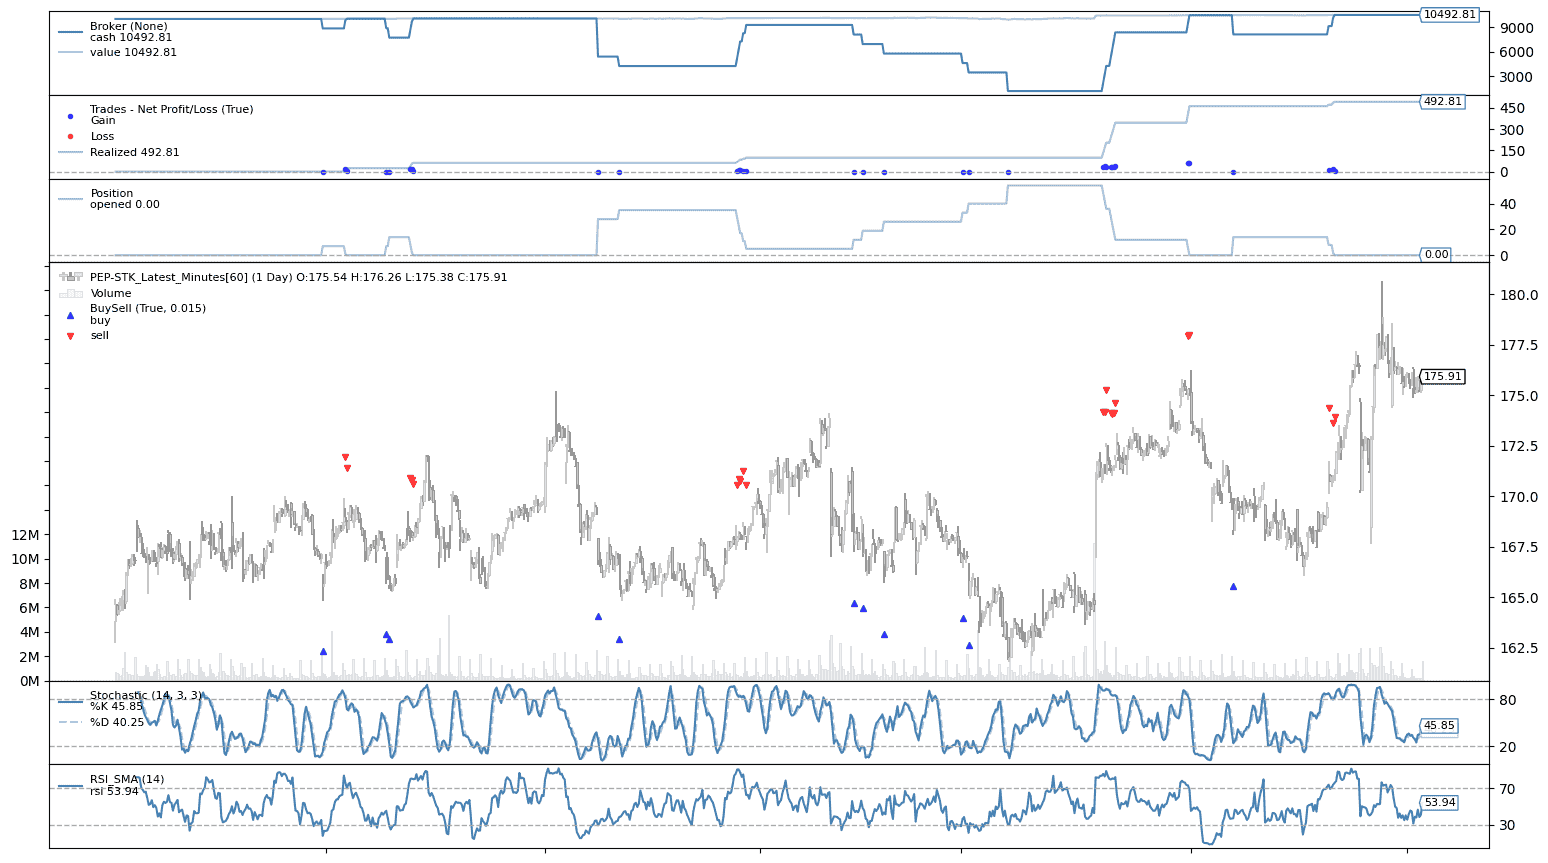 Broker (None)
cash 10492.81
value 10492.81
10492.81
9000
6000
3000
Trades - Net Profit/Loss (True)
Gain
Loss
Realized 492.81
492.81
450
300
150
0
Position
opened 0.00
40
20
0
0.00
PEP-STK_Latest_Minutes[60] (1 Day) O:175.54 H:176.26 L:175.38 C:175.91
Volume
BuySell (True, 0.015)
buy
sell
180.0
177.5
175.91
175.0
172.5
170.0
167.5
165.0
162.5
12M
10M
8M
6M
4M
2M
0M
Stochastic (14, 3, 3)
%K 45.85
%D 40.25
80
45.85
20
RSI_SMA (14)
rsi 53.94
70
53.94
30